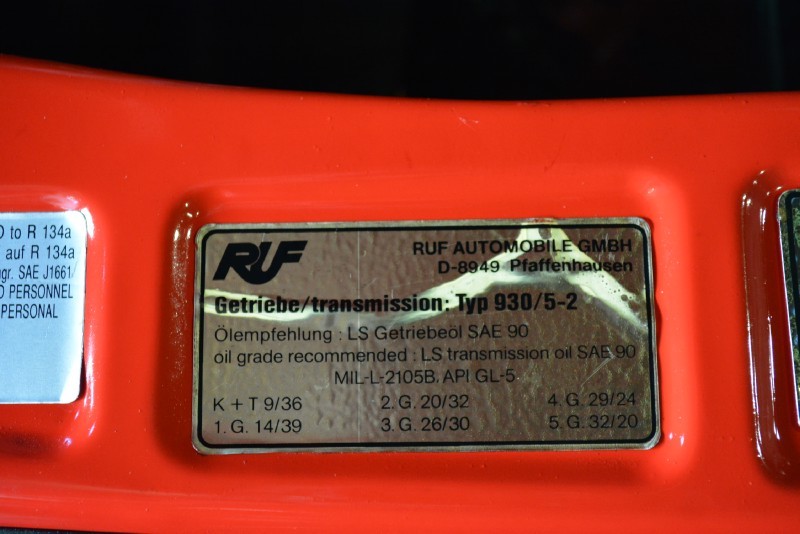 D to R 134a
auf R 134a
ngr. SAE J1661/
D PERSONNEL
PERSONAL
RUF
RUF AUTOMOBILE GMBH
D-8949 Pfaffenhausen
Getriebe/transmission: Typ 930/5-2
Ölempfehlung : LS Getriebeöl SAE 90
oil grade recommended : LS transmission oil SAE 90
MIL-L-2105B, API GL-5
K + T 9/36 2. G. 20/32 4. G. 29/24
1. G. 14/39 3. G. 26/30 5. G. 32/20